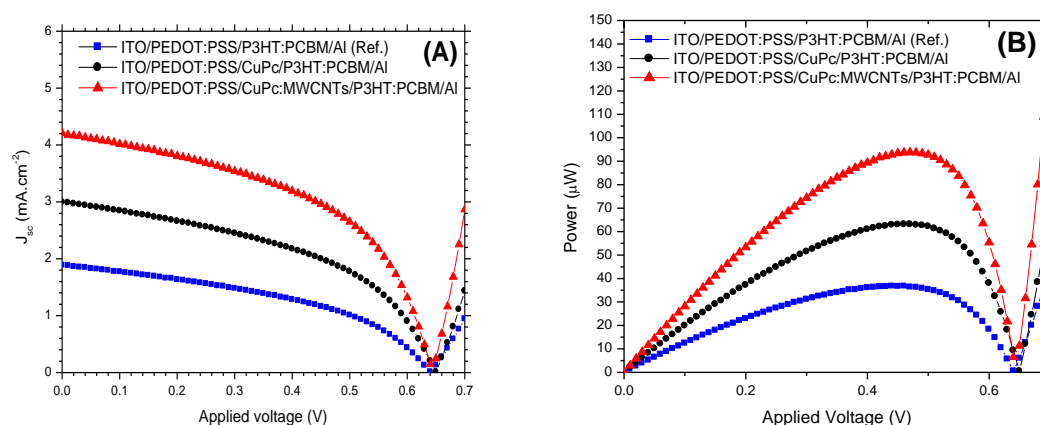 (A)
ITO/PEDOT:PSS/P3HT:PCBM/Al (Ref.)
ITO/PEDOT:PSS/CuPc/P3HT:PCBM/Al
ITO/PEDOT:PSS/CuPc:MWCNTs/P3HT:PCBM/Al
J_sc (mA.cm⁻²)
6
5
4
3
2
1
0
0.0 0.1 0.2 0.3 0.4 0.5 0.6 0.7
Applied voltage (V)
(B)
ITO/PEDOT:PSS/P3HT:PCBM/Al (Ref.)
ITO/PEDOT:PSS/CuPc/P3HT:PCBM/Al
ITO/PEDOT:PSS/CuPc:MWCNTs/P3HT:PCBM/Al
Power (μW)
150
140
130
120
110
100
90
80
70
60
50
40
30
20
10
0
0.0 0.2 0.4 0.6
Applied Voltage (V)